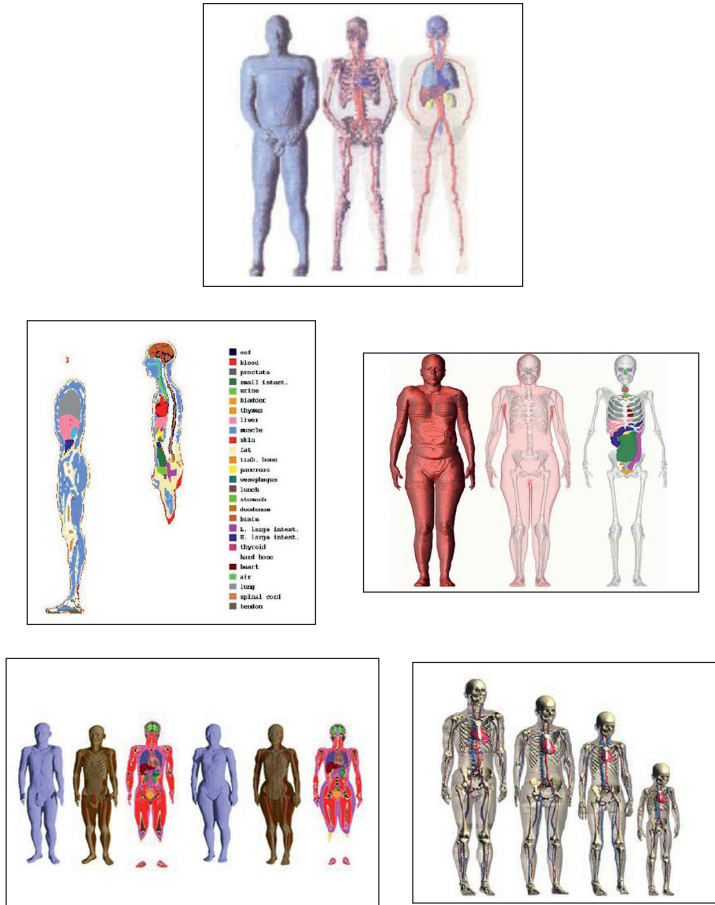 csf
blood
prostate
small intest.
urine
bladder
thymus
liver
muscle
skin
fat
trab. bone
pancreas
oesophagus
lunch
stomach
duodenum
brain
L. large intest.
U. large intest.
thyroid
hard bone
heart
air
lung
spinal cord
tendon